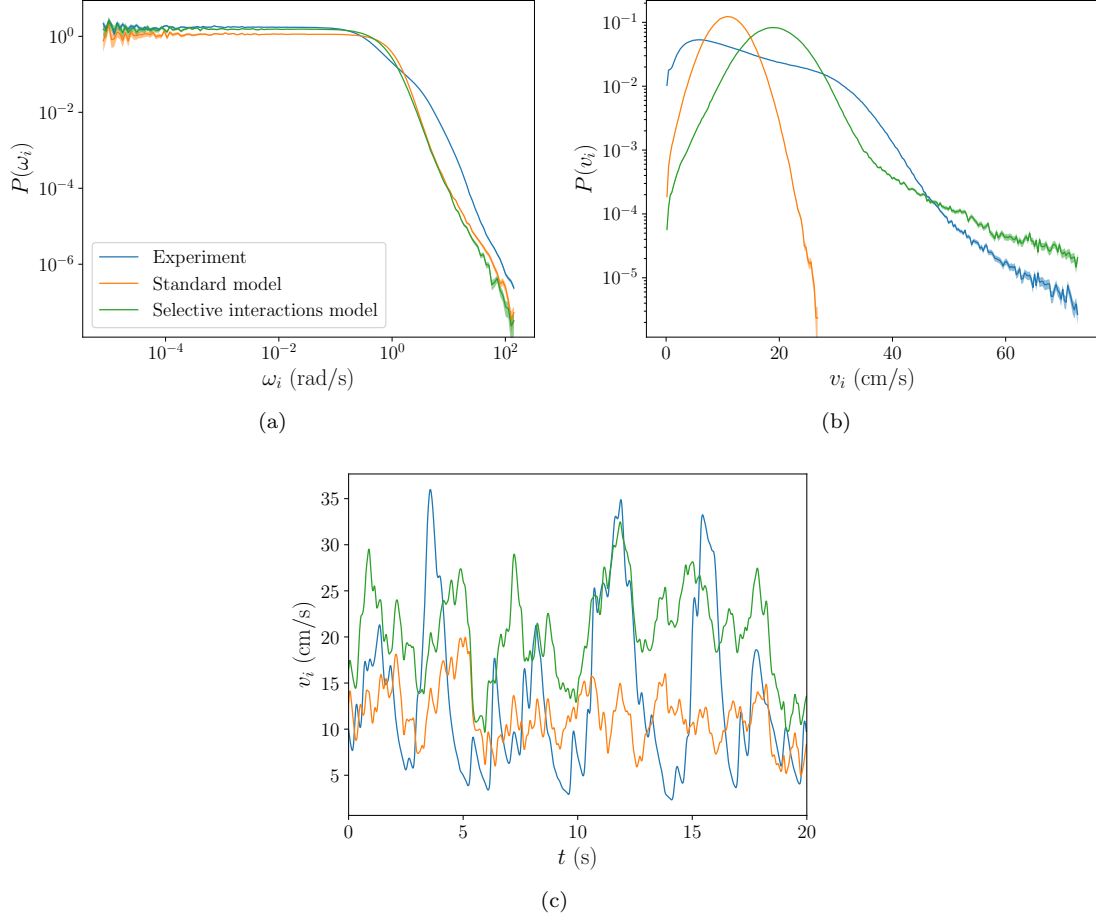 10^0
10^{-2}
10^{-4}
10^{-6}
P(ω_i)
Experiment
Standard model
Selective interactions model
10^{-4} 10^{-2} 10^0 10^2
ω_i (rad/s)
(a)
10^{-1}
10^{-2}
10^{-3}
10^{-4}
10^{-5}
P(v_i)
0 20 40 60
v_i (cm/s)
(b)
35
30
25
20
15
10
5
v_i (cm/s)
0 5 10 15 20
t (s)
(c)